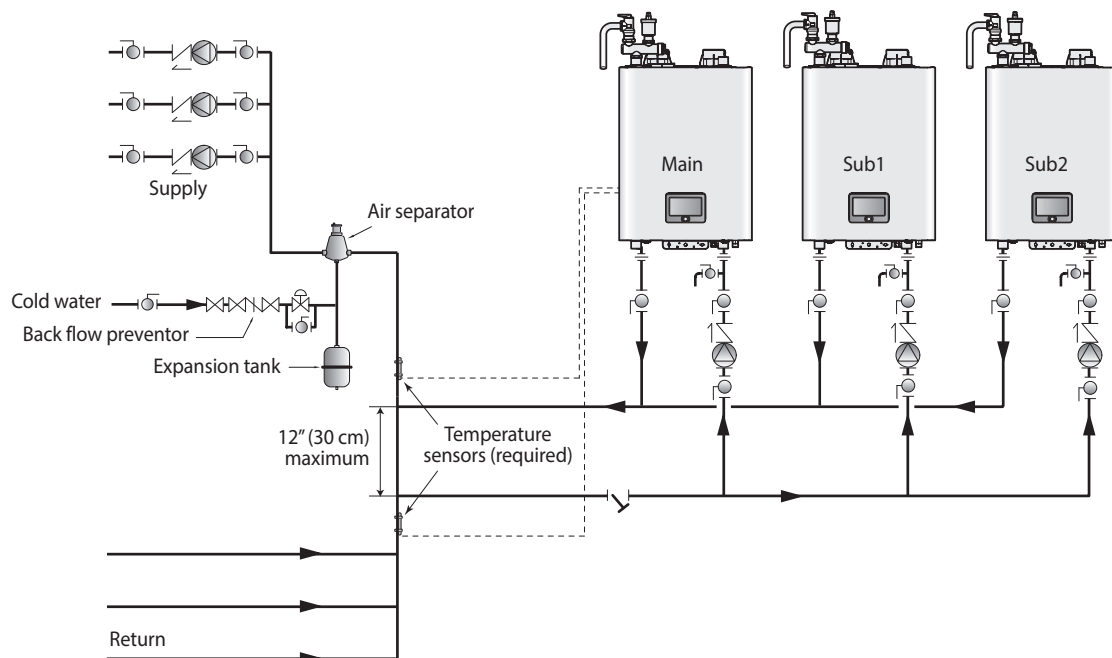 Main
Sub1
Sub2
Supply
Air separator
Cold water
Back flow preventor
Expansion tank
12″ (30 cm)
maximum
Temperature
sensors (required)
Return